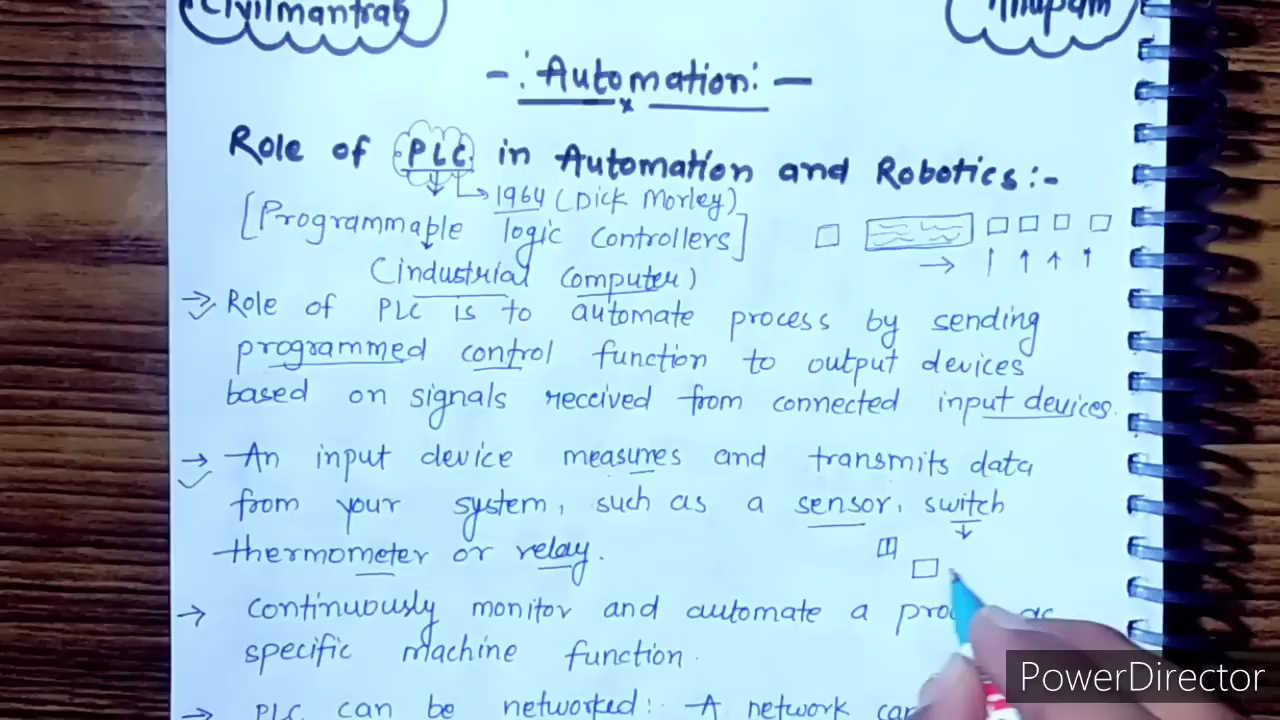 Civilmantra
Anupam
-: Automation: -
Role of PLC in Automation and Robotics:-
1964 (Dick Morley)
[Programmable logic controllers]
(industrial computer)
→ Role of PLC is to automate process by sending
programmed control function to output devices
based on signals received from connected input devices.
→ An input device measures and transmits data
from your system, such as a sensor, switch
thermometer or relay.
→ Continuously monitor and automate a
specific machine function.
→ PLC can be networked:- A network
PowerDirector